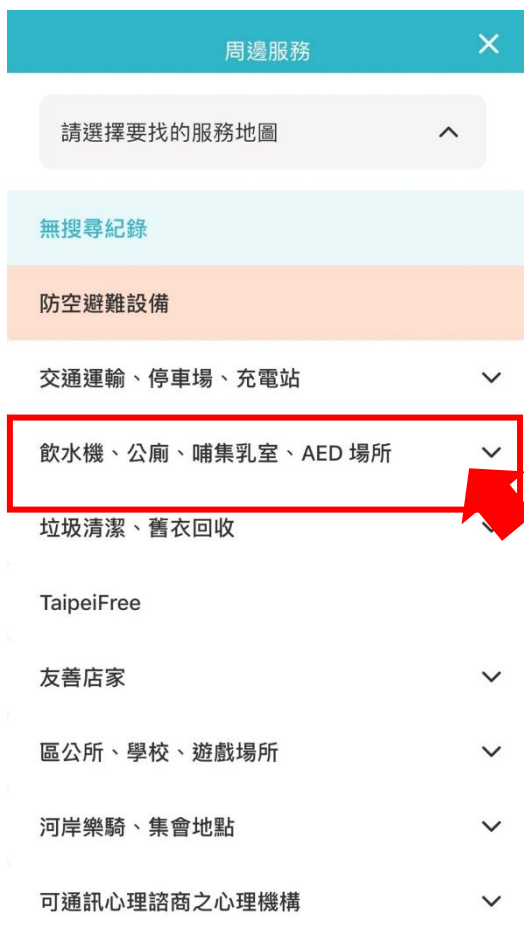 周邊服務
請選擇要找的服務地圖
無搜尋紀錄
防空避難設備
交通運輸、停車場、充電站
飲水機、公廁、哺集乳室、AED 場所
垃圾清潔、舊衣回收
TaipeiFree
友善店家
區公所、學校、遊戲場所
河岸樂騎、集會地點
可通訊心理諮商之心理機構